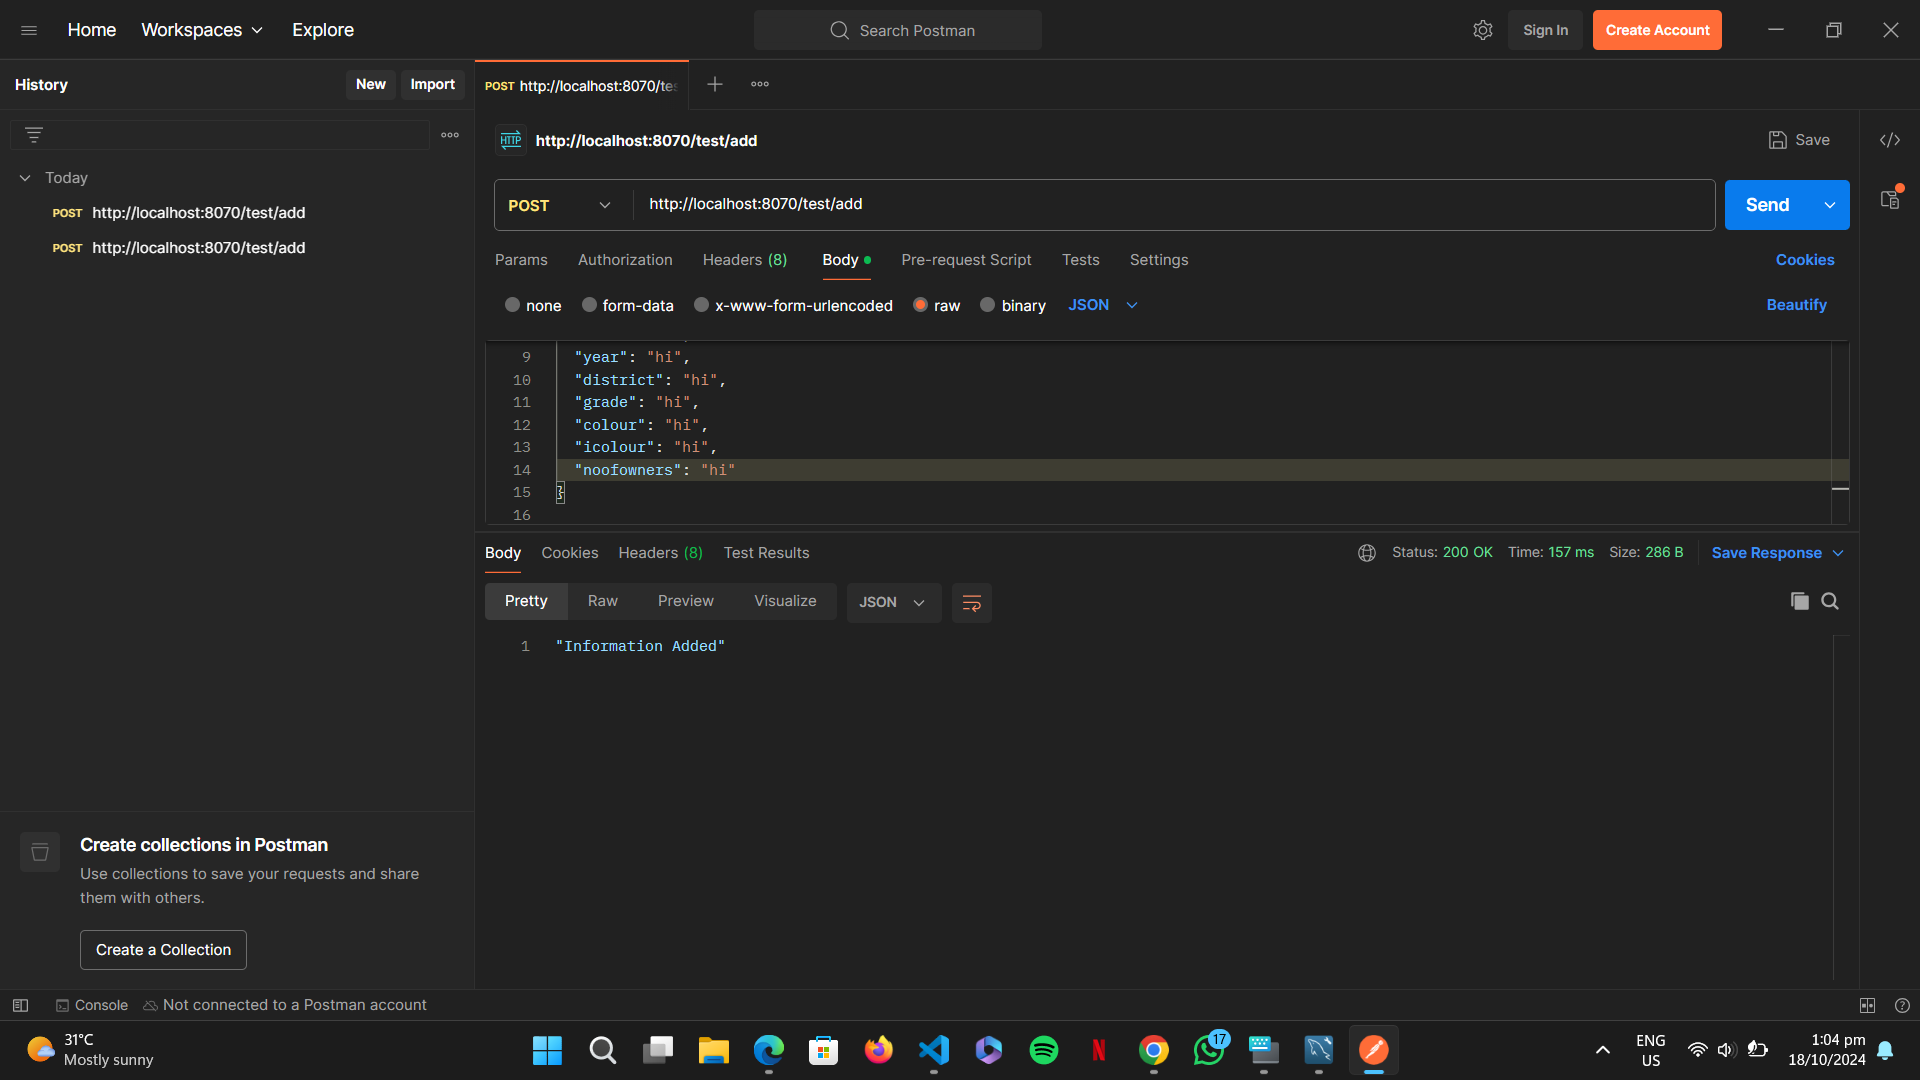 Home Workspaces Explore
Search Postman
Sign In Create Account
History New Import
POST http://localhost:8070/tes
Today
POST http://localhost:8070/test/add
POST http://localhost:8070/test/add
HTTP http://localhost:8070/test/add
Save
POST http://localhost:8070/test/add
Send
Params Authorization Headers (8) Body Pre-request Script Tests Settings Cookies
none form-data x-www-form-urlencoded raw binary JSON Beautify
9 "year": "hi",
10 "district": "hi",
11 "grade": "hi",
12 "colour": "hi",
13 "icolour": "hi",
14 "noofowners": "hi"
15 }
16
Body Cookies Headers (8) Test Results Status: 200 OK Time: 157 ms Size: 286 B Save Response
Pretty Raw Preview Visualize JSON
1 "Information Added"
Create collections in Postman
Use collections to save your requests and share
them with others.
Create a Collection
Console Not connected to a Postman account
31°C
Mostly sunny
17
ENG
US
1:04 pm
18/10/2024